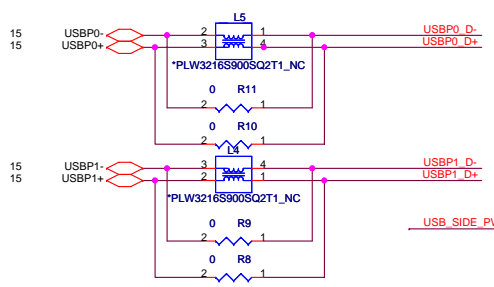 L5
15 USBP0- 2 1 USBP0_D-
15 USBP0+ 3 4 USBP0_D+
*PLW3216S900SQ2T1_NC
0 R11
2 1
0 R10
2 1
L4
15 USBP1- 3 4 USBP1_D-
15 USBP1+ 2 1 USBP1_D+
*PLW3216S900SQ2T1_NC
0 R9
2 1
USB_SIDE_PW
0 R8
2 1